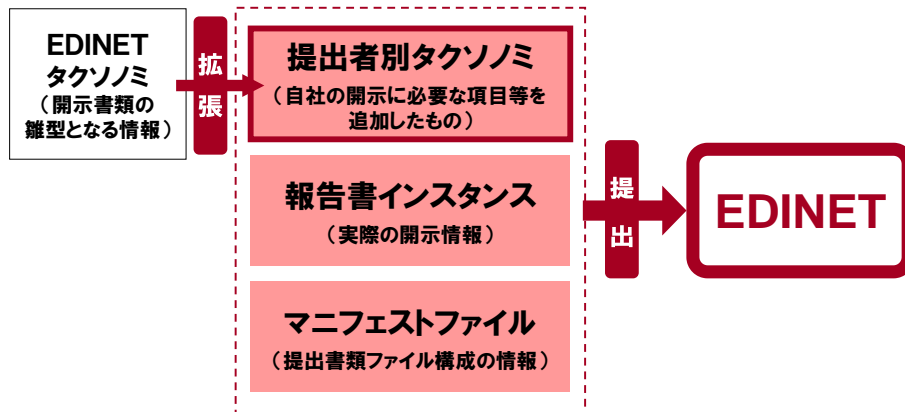 EDINET
タクソノミ
（開示書類の
雛型となる情報）
拡張
提出者別タクソノミ
（自社の開示に必要な項目等を
追加したもの）
報告書インスタンス
（実際の開示情報）
マニフェストファイル
（提出書類ファイル構成の情報）
提出
EDINET